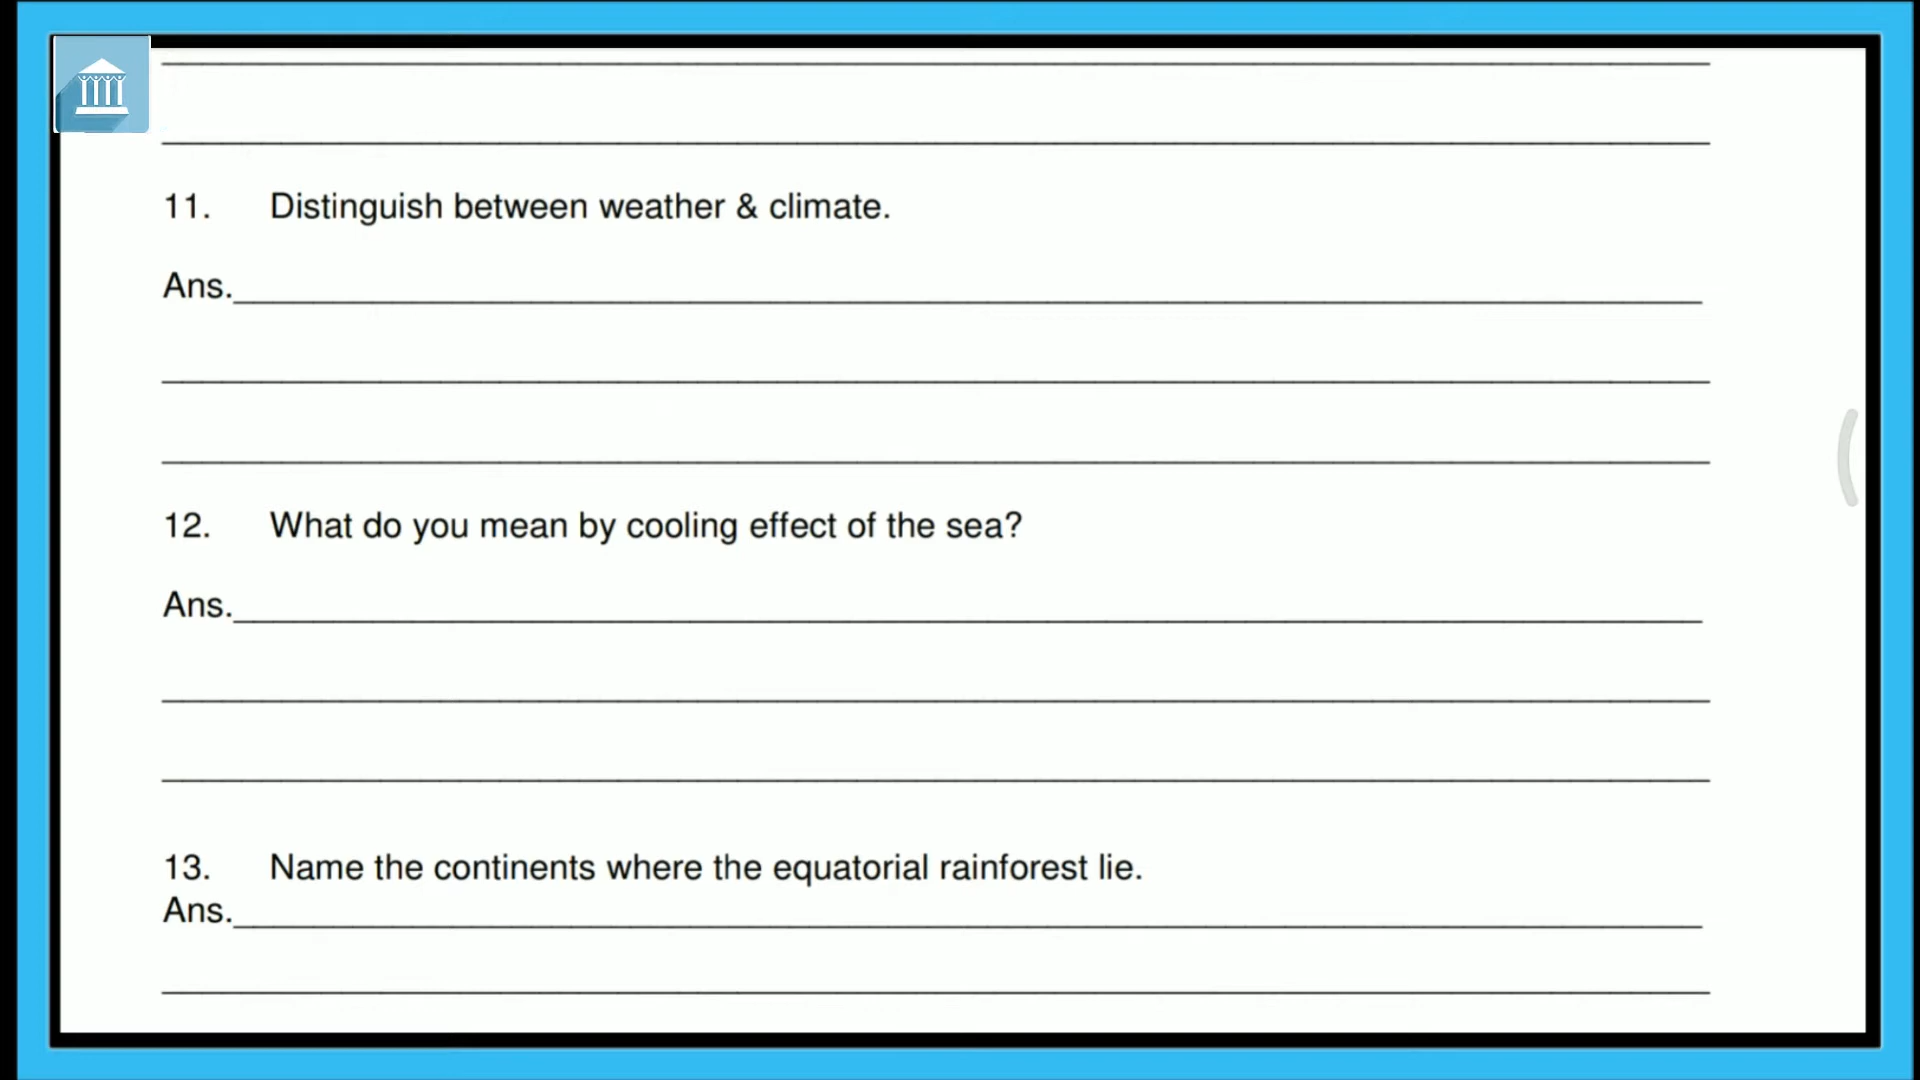 11. Distinguish between weather & climate.
Ans.
12. What do you mean by cooling effect of the sea?
Ans.
13. Name the continents where the equatorial rainforest lie.
Ans.